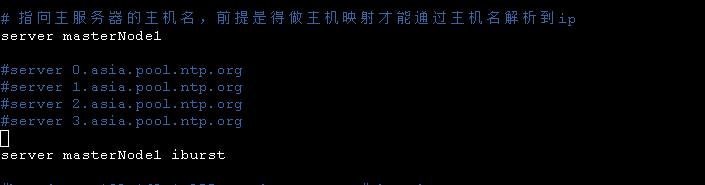 # 指向主服务器的主机名，前提是得做主机映射才能通过主机名解析到ip
server masterNode1
#server 0.asia.pool.ntp.org
#server 1.asia.pool.ntp.org
#server 2.asia.pool.ntp.org
#server 3.asia.pool.ntp.org
server masterNode1 iburst